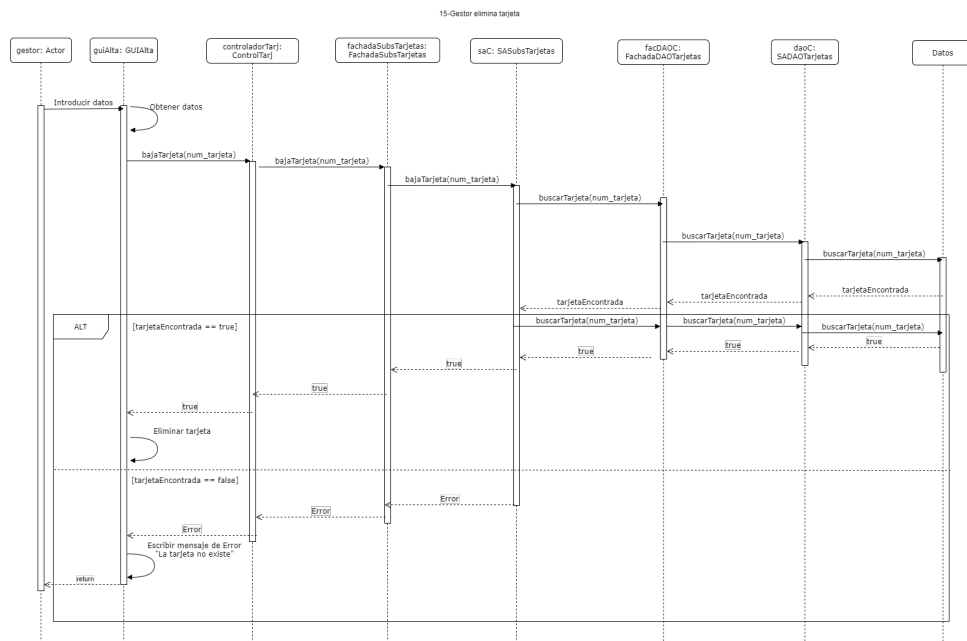 15-Gestor elimina tarjeta
gestor: Actor
guiAlta: GUIAlta
controladorTarj:
ControlTarj
fachadaSubsTarjetas:
FachadaSubsTarjetas
saC: SASubsTarjetas
facDAOC:
FachadaDAOTarjetas
daoC:
SADAOTarjetas
Datos
Introducir datos
Obtener datos
bajaTarjeta(num_tarjeta)
bajaTarjeta(num_tarjeta)
bajaTarjeta(num_tarjeta)
buscarTarjeta(num_tarjeta)
buscarTarjeta(num_tarjeta)
buscarTarjeta(num_tarjeta)
tarjetaEncontrada
tarjetaEncontrada
tarjetaEncontrada
ALT
[tarjetaEncontrada == true]
buscarTarjeta(num_tarjeta)
buscarTarjeta(num_tarjeta)
buscarTarjeta(num_tarjeta)
true
true
true
true
true
true
Eliminar tarjeta
[tarjetaEncontrada == false]
Error
Error
Error
Escribir mensaje de Error
"La tarjeta no existe"
return